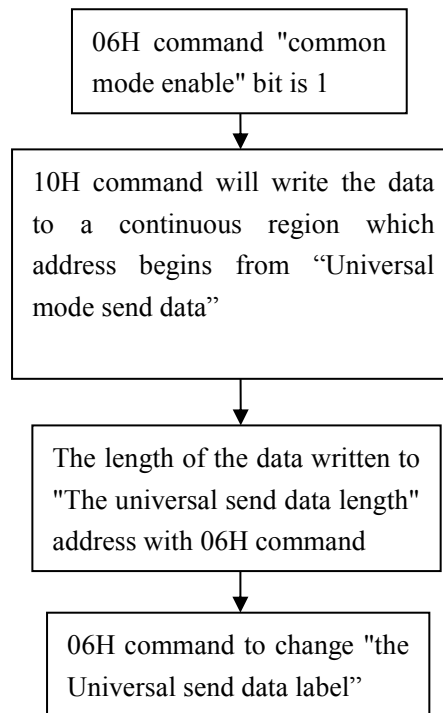 06H command "common
mode enable" bit is 1
10H command will write the data
to a continuous region which
address begins from “Universal
mode send data”
The length of the data written to
"The universal send data length"
address with 06H command
06H command to change "the
Universal send data label”